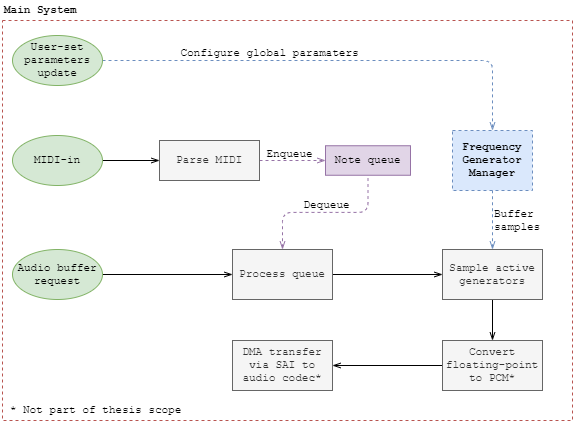 Main System
User-set
parameters
update
Configure global paramaters
MIDI-in
Parse MIDI
Enqueue
Note queue
Frequency
Generator
Manager
Dequeue
Buffer
samples
Audio buffer
request
Process queue
Sample active
generators
DMA transfer
via SAI to
audio codec*
Convert
floating-point
to PCM*
* Not part of thesis scope